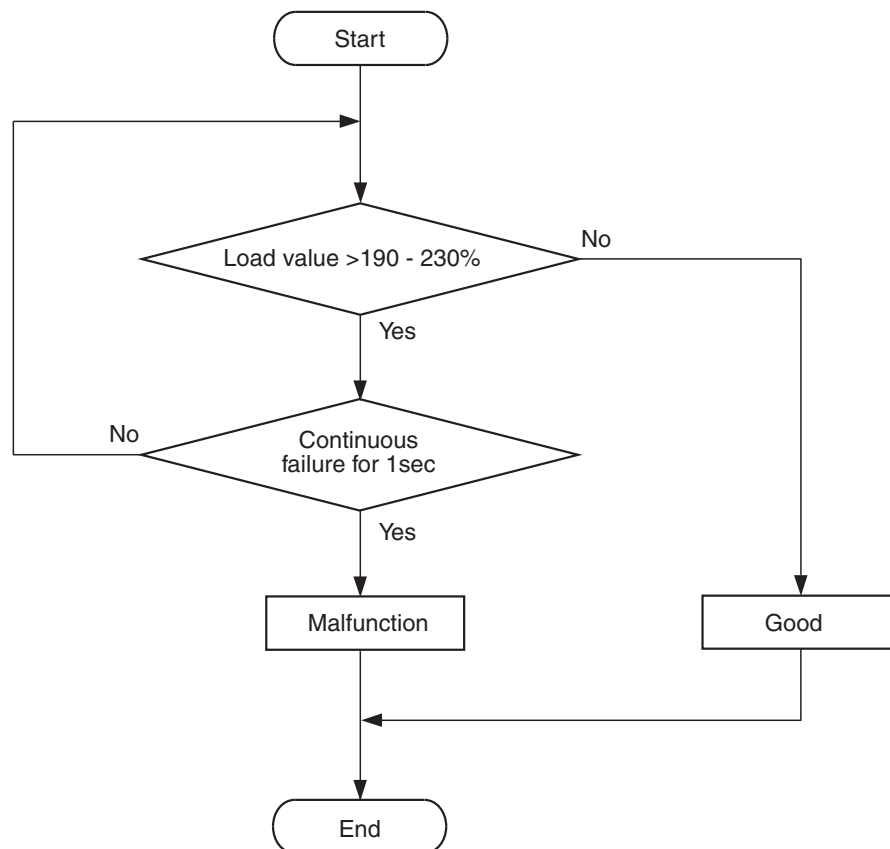 Start
Load value >190 - 230%
No
Yes
No
Continuous
failure for 1sec
Yes
Malfunction
Good
End